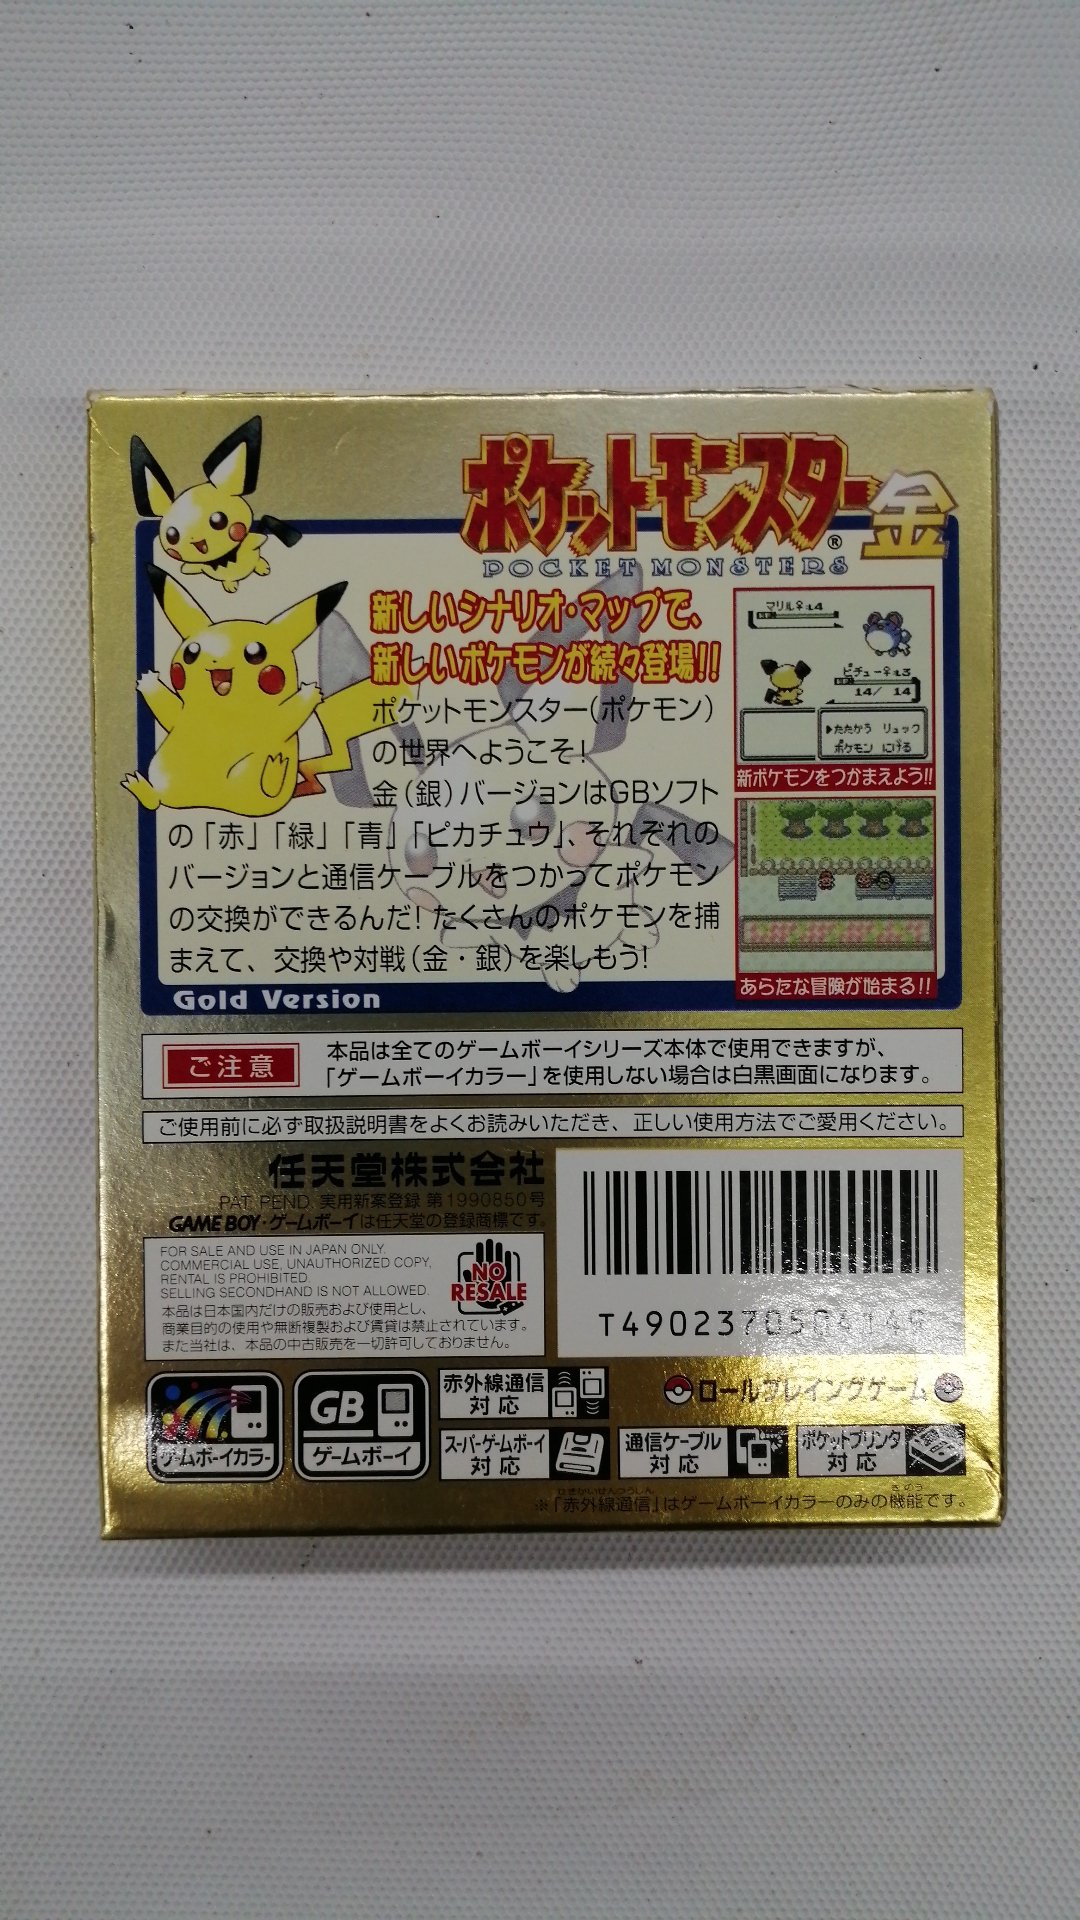 ポケットモンスター金
POCKET MONSTERS®
新しいシナリオ・マップで、
新しいポケモンが続々登場!!
ポケットモンスター(ポケモン)
の世界へようこそ!
金(銀)バージョンはGBソフト
の「赤」「緑」「青」「ピカチュウ」、それぞれの
バージョンと通信ケーブルをつかってポケモン
の交換ができるんだ! たくさんのポケモンを捕
まえて、交換や対戦(金・銀)を楽しもう!
Gold Version
マリル♀:L4
ピチュー♀:L3
14/ 14
▶たたかう リュック
ポケモン にげる
新ポケモンをつかまえよう!!
あらたな冒険が始まる!!
ご注意
本品は全てのゲームボーイシリーズ本体で使用できますが、
「ゲームボーイカラー」を使用しない場合は白黒画面になります。
ご使用前に必ず取扱説明書をよくお読みいただき、正しい使用方法でご愛用ください。
任天堂株式会社
PAT. PEND. 実用新案登録 第1990850号
GAME BOY・ゲームボーイは任天堂の登録商標です。
FOR SALE AND USE IN JAPAN ONLY.
COMMERCIAL USE, UNAUTHORIZED COPY,
RENTAL IS PROHIBITED.
SELLING SECONDHAND IS NOT ALLOWED.
本品は日本国内だけの販売および使用とし、
商業目的の使用や無断複製および賃貸は禁止されています。
また当社は、本品の中古販売を一切許可しておりません。
NO
RESALE
T4902370504149
ゲームボーイカラー
GB
ゲームボーイ
赤外線通信
対応
ロールプレイングゲーム
スーパーゲームボーイ
対応
通信ケーブル
対応
ポケットプリンタ
対応
※「赤外線通信」はゲームボーイカラーのみの機能です。